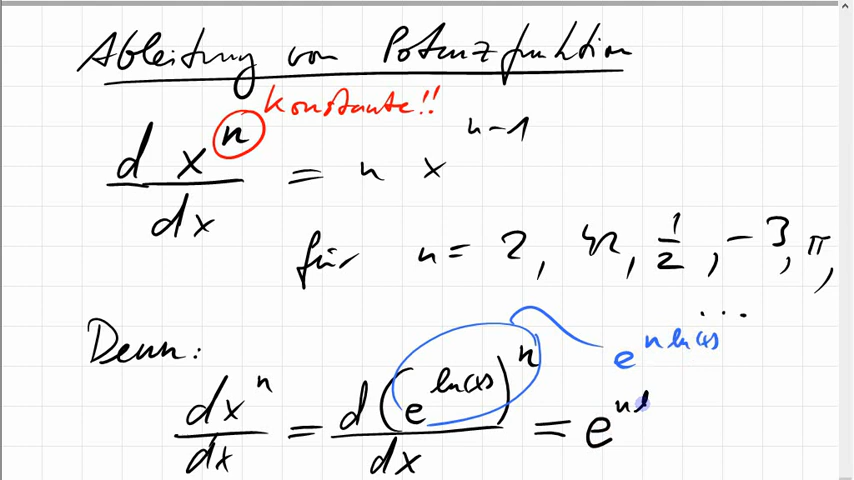 Ableitung von Potenzfunktion
Konstante!!
d x^n / dx = n x^(n-1)
für n = 2, 42, 1/2, -3, π, ...
Denn:
e^(n ln(x))
dx^n / dx = d (e^(ln(x)))^n / dx = e^n